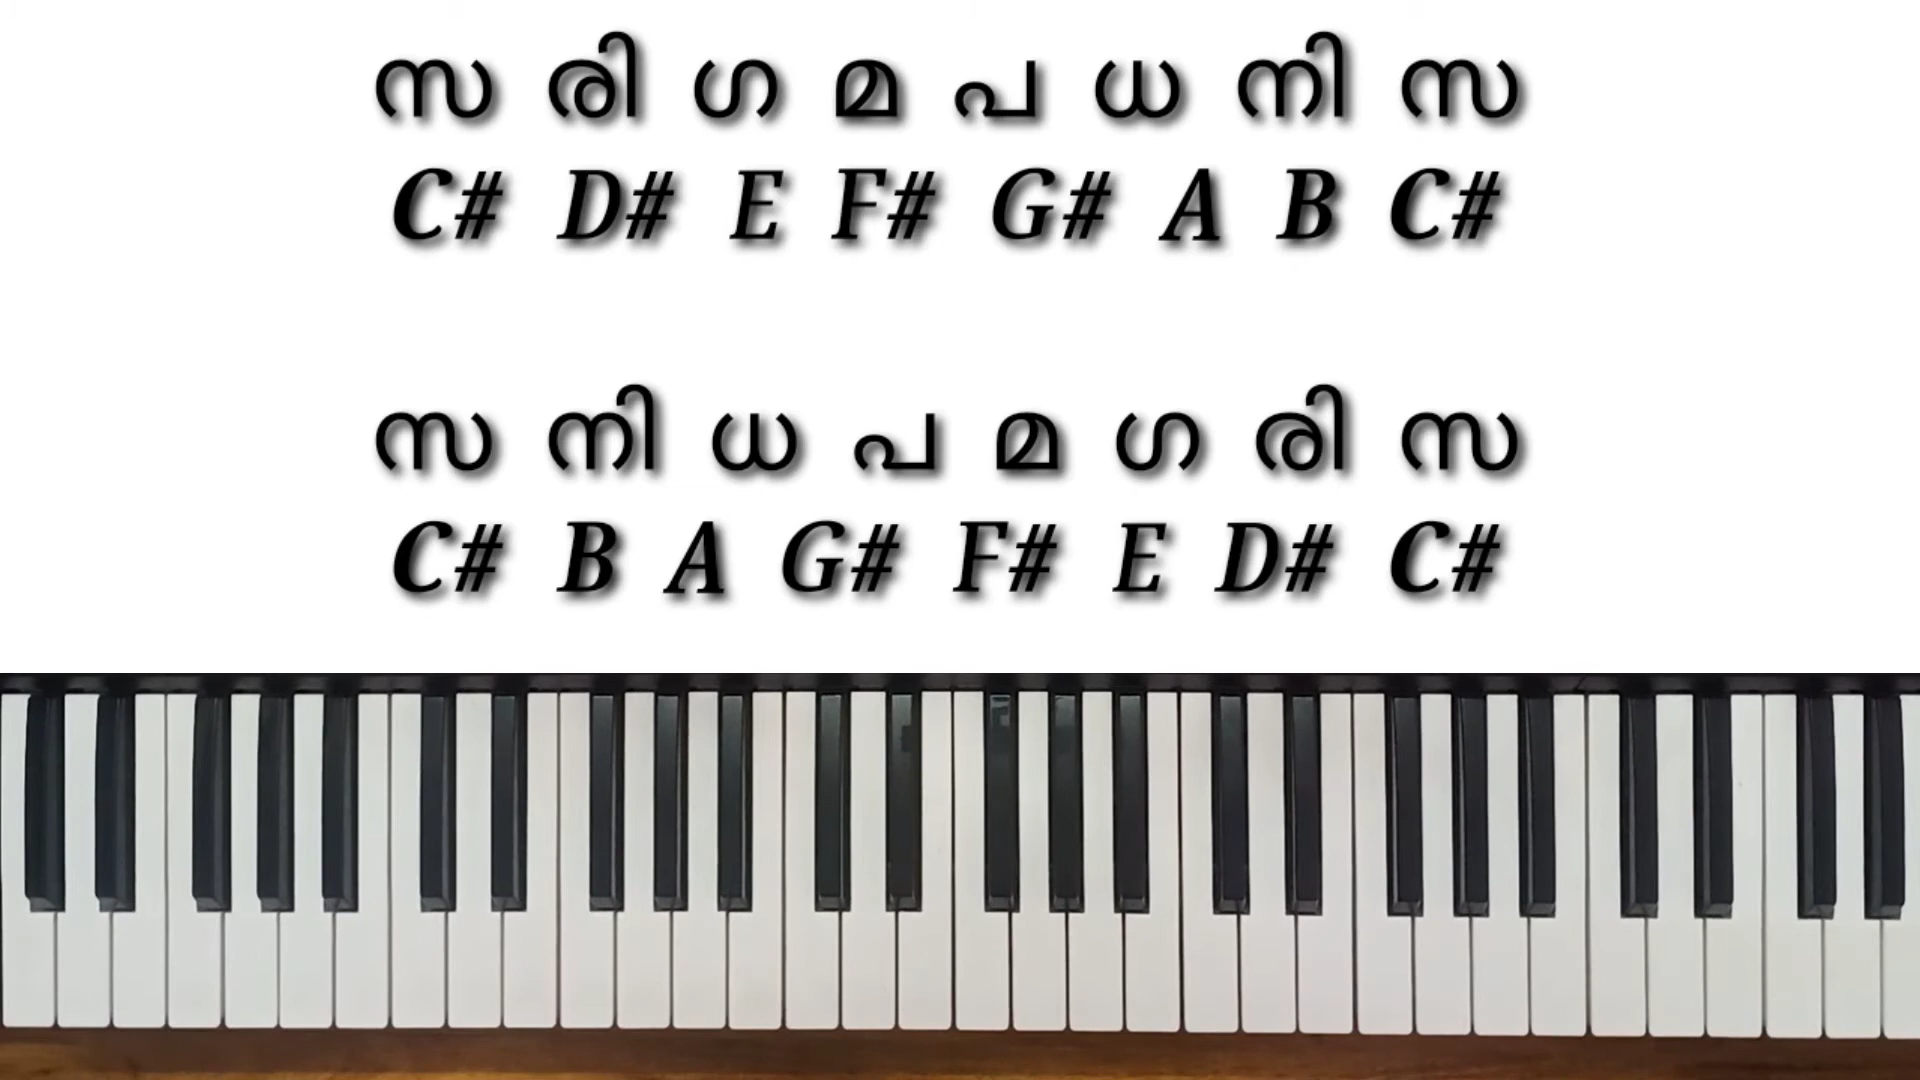 സ രി ഗ മ പ ധ നി സ
C# D# E F# G# A B C#
സ നി ധ പ മ ഗ രി സ
C# B A G# F# E D# C#